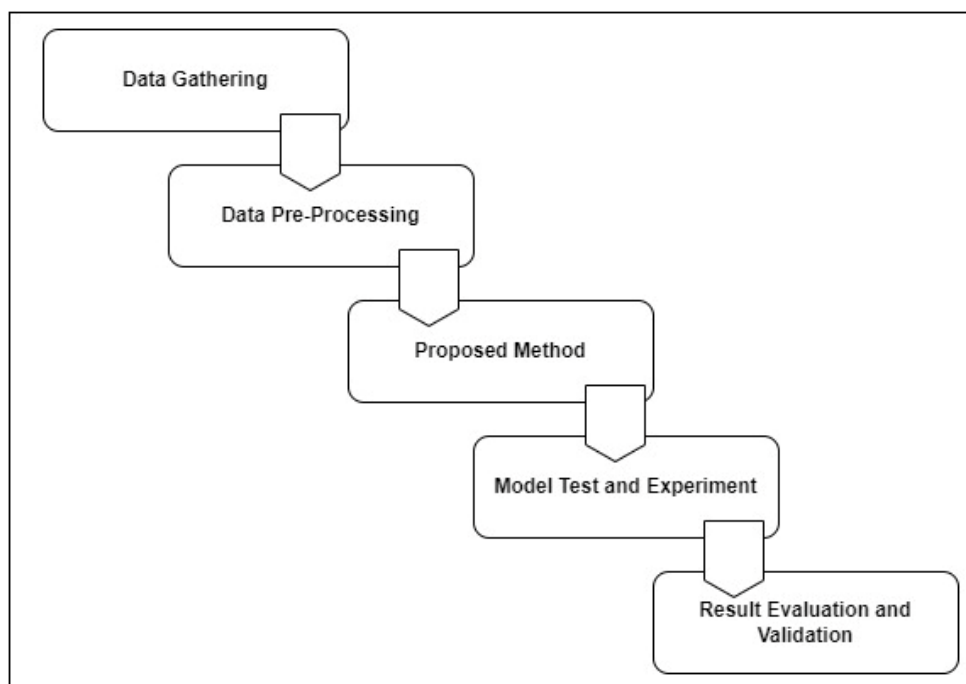 Data Gathering
Data Pre-Processing
Proposed Method
Model Test and Experiment
Result Evaluation and
Validation